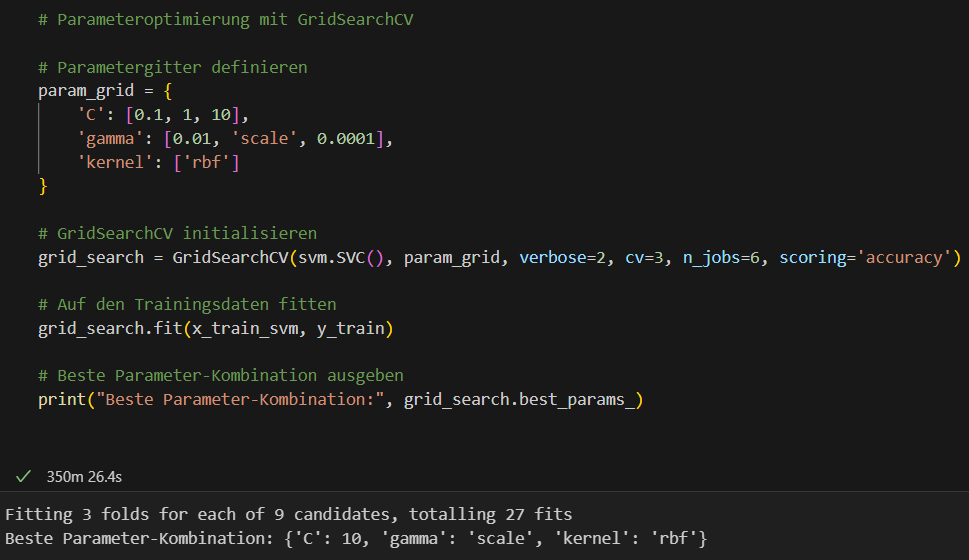 # Parameteroptimierung mit GridSearchCV
# Parametergitter definieren
param_grid = {
    'C': [0.1, 1, 10],
    'gamma': [0.01, 'scale', 0.0001],
    'kernel': ['rbf']
}
# GridSearchCV initialisieren
grid_search = GridSearchCV(svm.SVC(), param_grid, verbose=2, cv=3, n_jobs=6, scoring='accuracy')
# Auf den Trainingsdaten fitten
grid_search.fit(x_train_svm, y_train)
# Beste Parameter-Kombination ausgeben
print("Beste Parameter-Kombination:", grid_search.best_params_)
350m 26.4s
Fitting 3 folds for each of 9 candidates, totalling 27 fits
Beste Parameter-Kombination: {'C': 10, 'gamma': 'scale', 'kernel': 'rbf'}